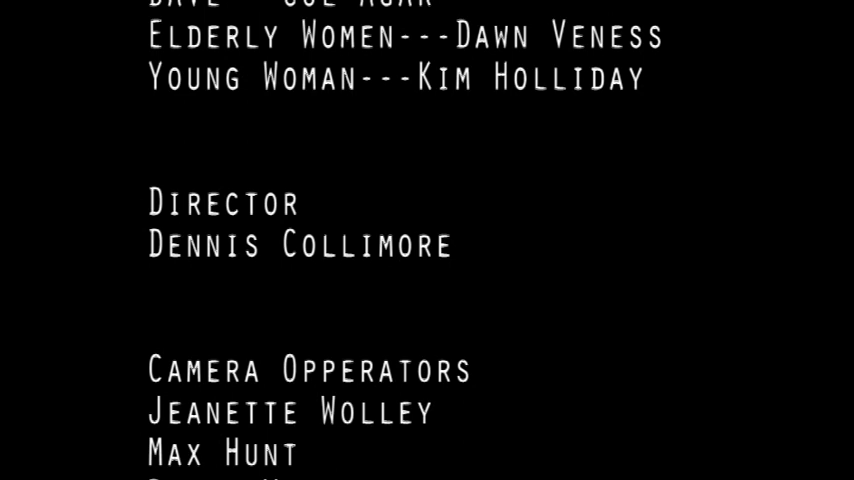 Elderly Women---Dawn Veness
Young Woman---Kim Holliday
Director
Dennis Collimore
Camera Opperators
Jeanette Wolley
Max Hunt